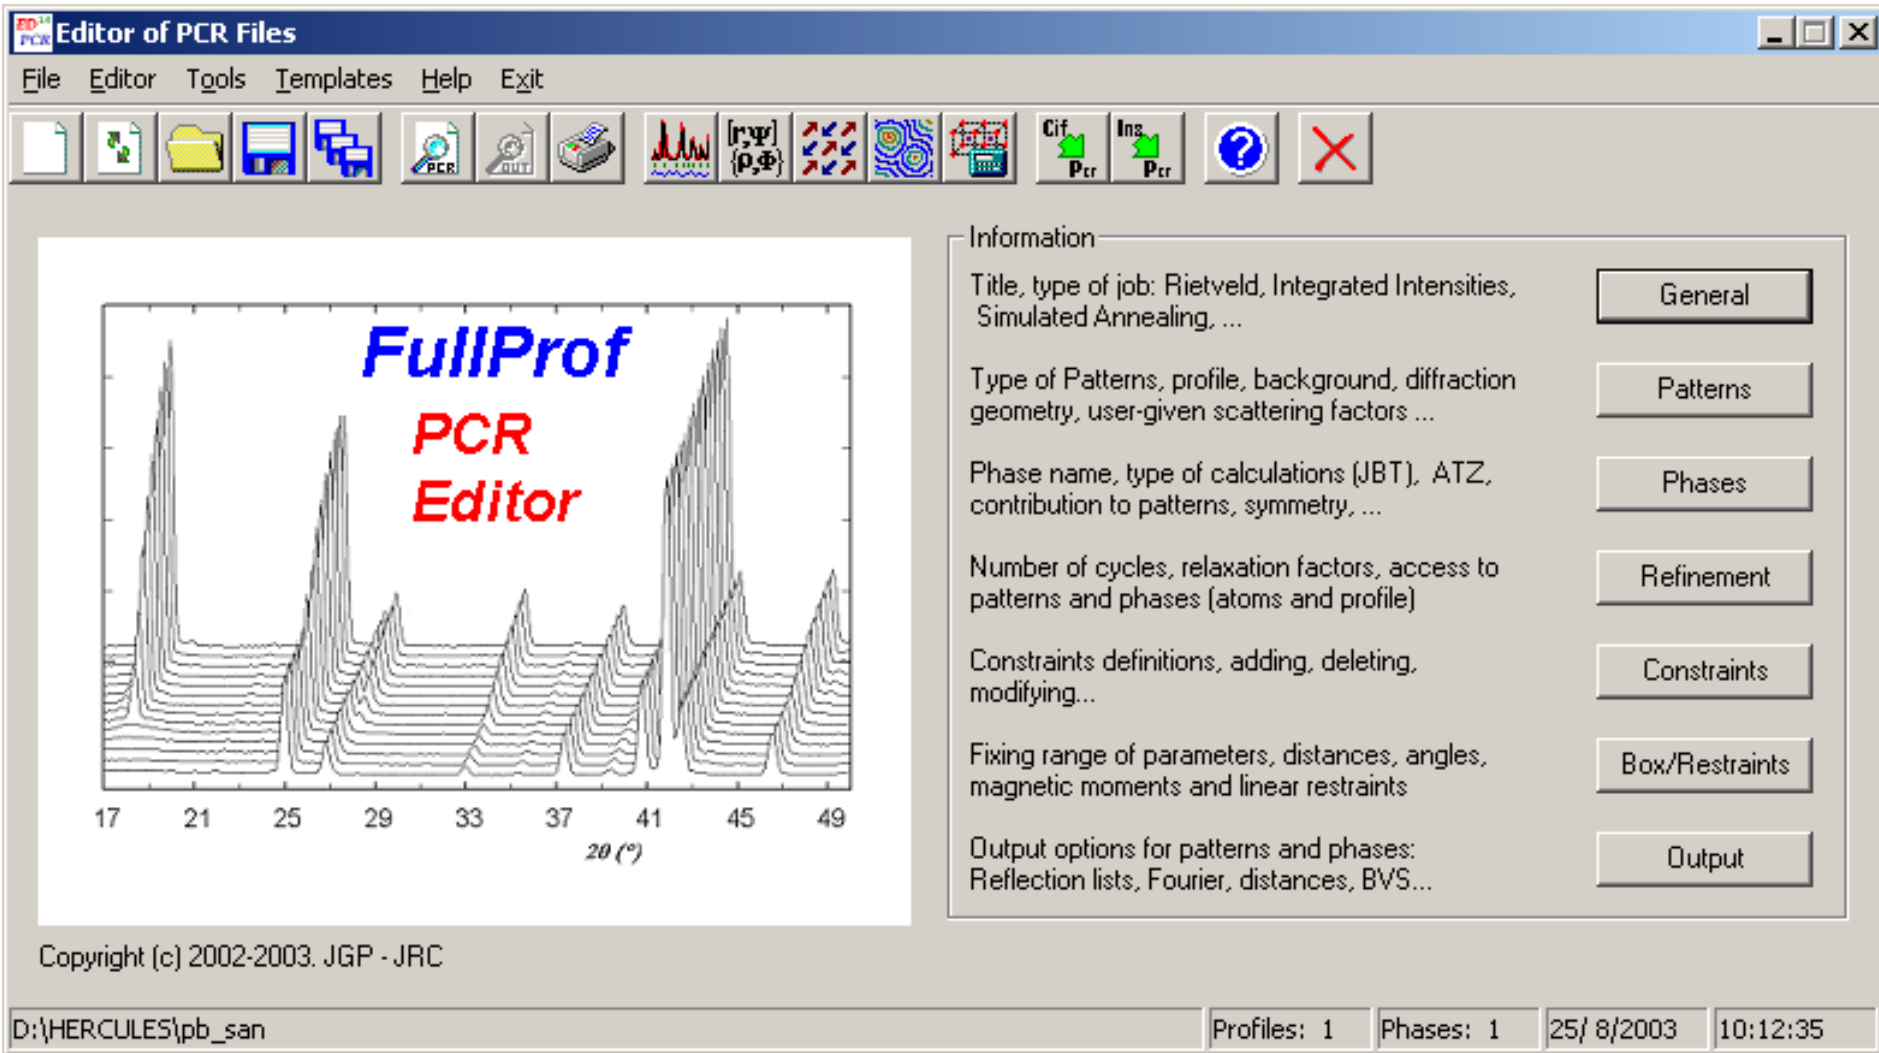 ED
PCR
Editor of PCR Files
File Editor Tools Templates Help Exit
PCR
OUT
[r,Ψ]
{ρ,Φ}
Cif
Pcr
Ins
Pcr
?
FullProf
PCR
Editor
17 21 25 29 33 37 41 45 49
2θ (°)
Copyright (c) 2002-2003. JGP - JRC
Information
Title, type of job: Rietveld, Integrated Intensities,
Simulated Annealing, ...
General
Type of Patterns, profile, background, diffraction
geometry, user-given scattering factors ...
Patterns
Phase name, type of calculations (JBT), ATZ,
contribution to patterns, symmetry, ...
Phases
Number of cycles, relaxation factors, access to
patterns and phases (atoms and profile)
Refinement
Constraints definitions, adding, deleting,
modifying...
Constraints
Fixing range of parameters, distances, angles,
magnetic moments and linear restraints
Box/Restraints
Output options for patterns and phases:
Reflection lists, Fourier, distances, BVS...
Output
D:\HERCULES\pb_san
Profiles: 1
Phases: 1
25/ 8/2003
10:12:35